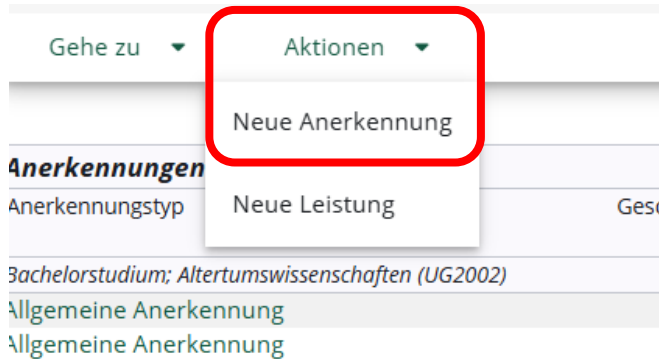 Gehe zu Aktionen
Neue Anerkennung
Anerkennungen
Anerkennungstyp Neue Leistung
Bachelorstudium; Altertumswissenschaften (UG2002)
Allgemeine Anerkennung
Allgemeine Anerkennung